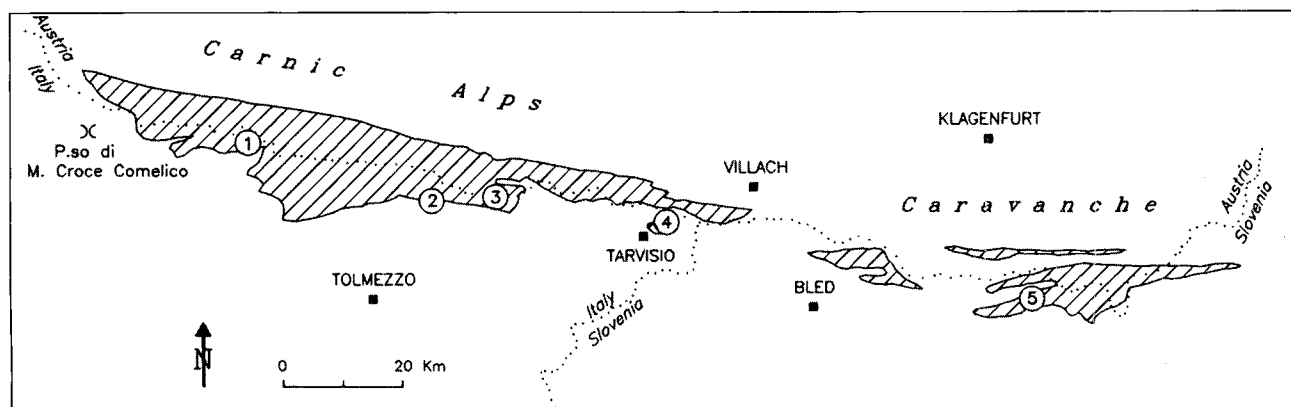 Austria
Italy
Carnic Alps
P.so di
M. Croce Comelico
1
2
3
4
5
VILLACH
KLAGENFURT
Caravanche
Austria
Slovenia
TARVISIO
TOLMEZZO
BLED
Italy
Slovenia
N
0 20 Km